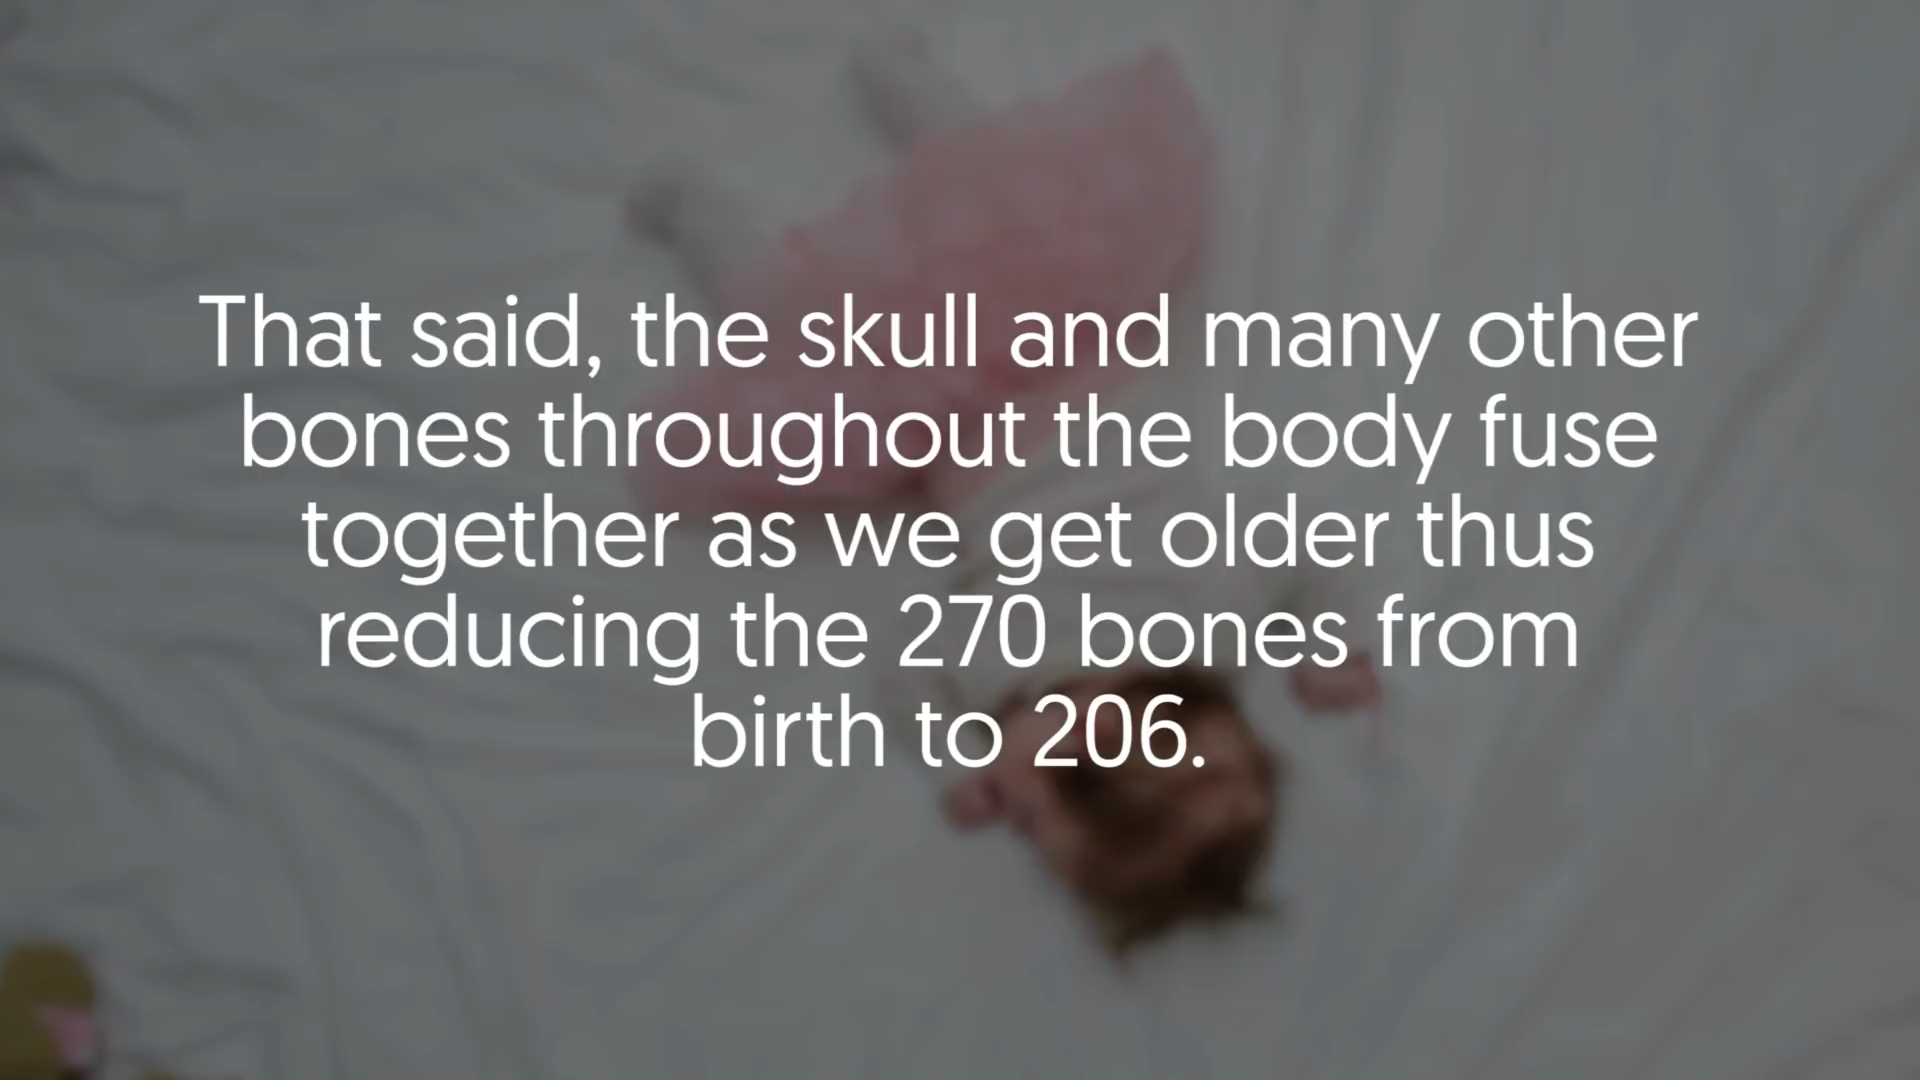 That said, the skull and many other
bones throughout the body fuse
together as we get older thus
reducing the 270 bones from
birth to 206.